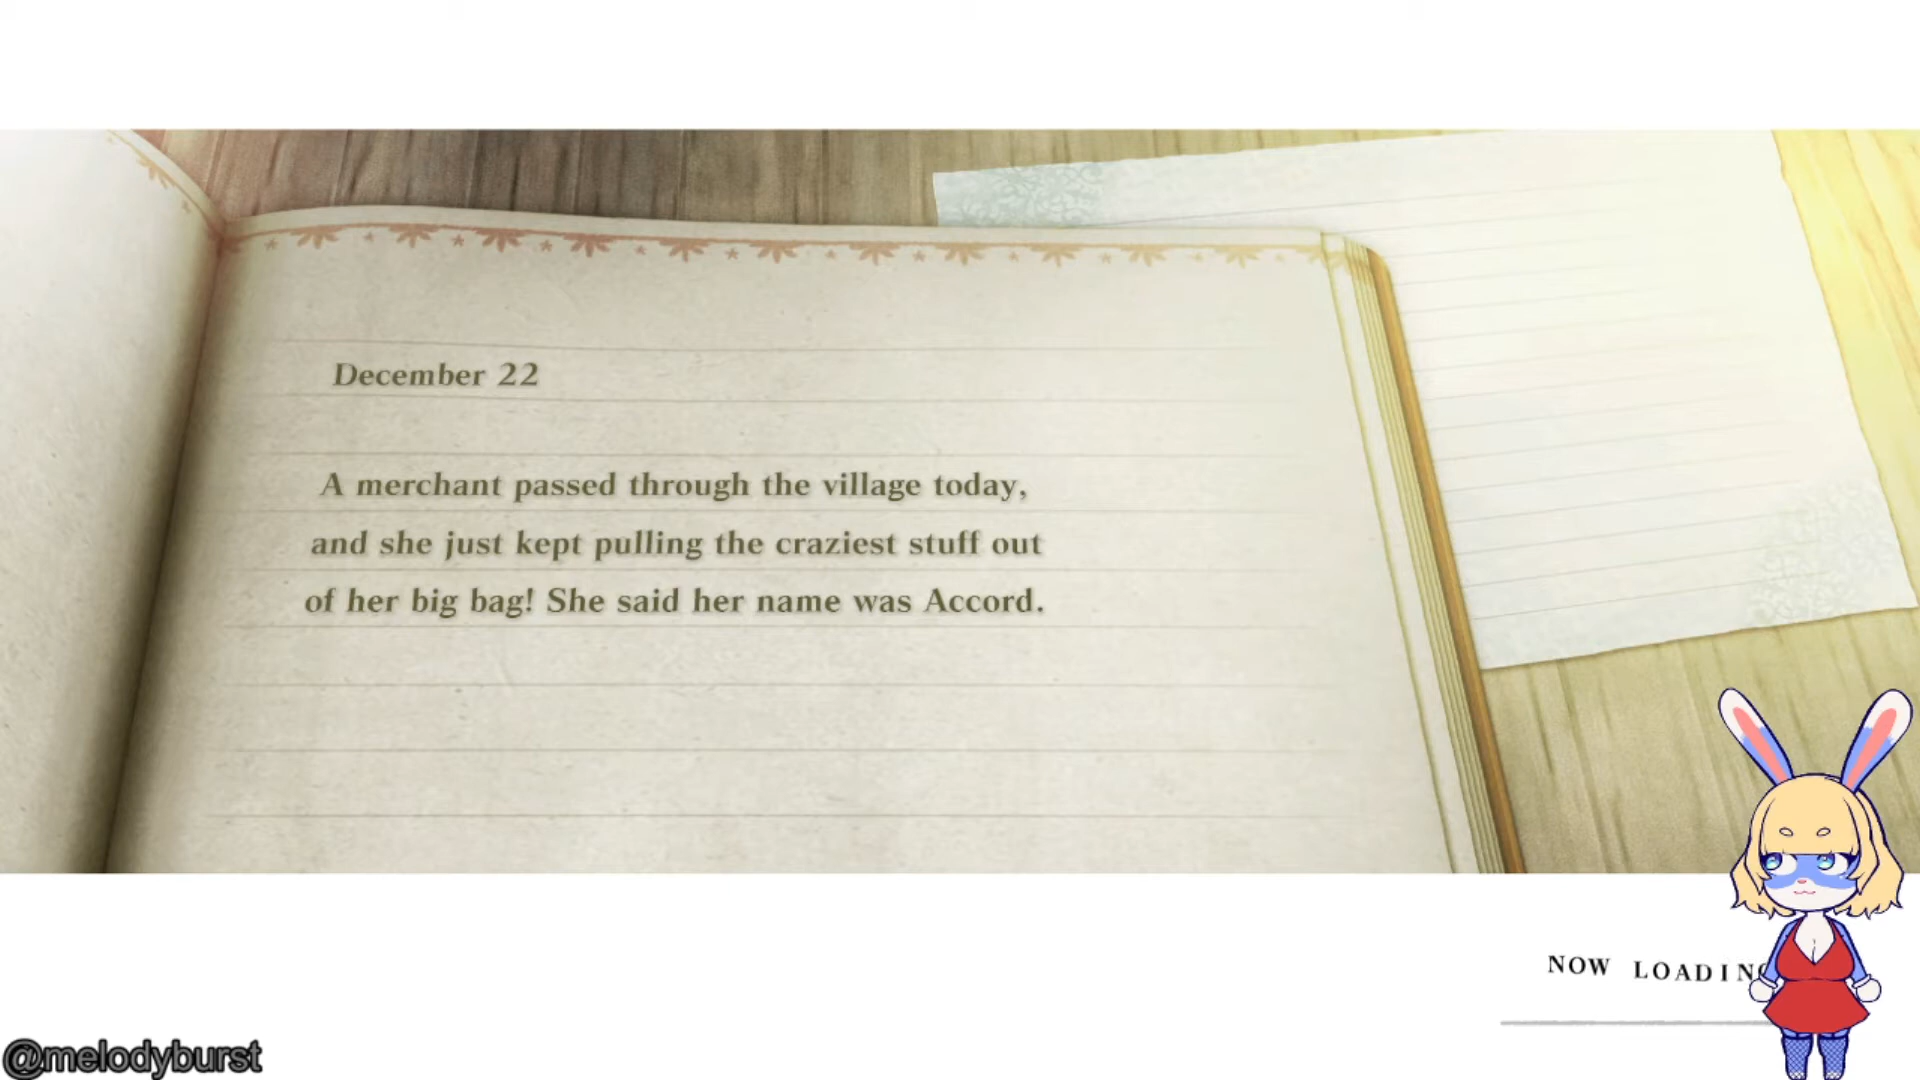 December 22
A merchant passed through the village today,
and she just kept pulling the craziest stuff out
of her big bag! She said her name was Accord.
NOW LOADING
@melodyburst